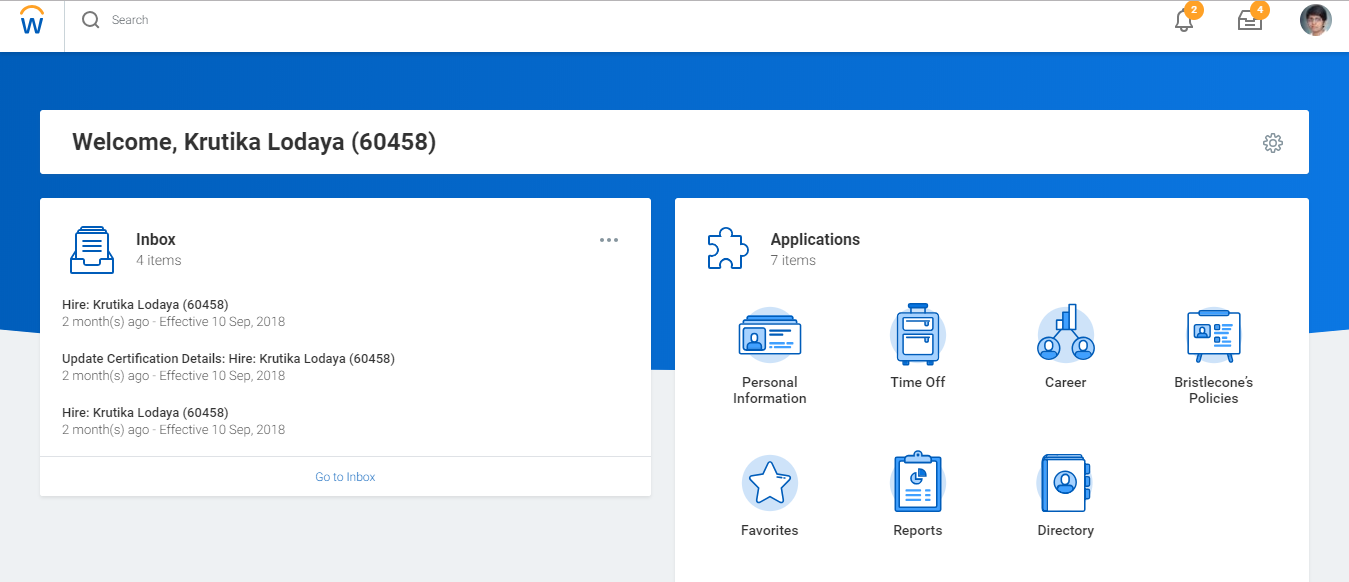 W
Search
2
4
Welcome, Krutika Lodaya (60458)
Inbox
4 items
Hire: Krutika Lodaya (60458)
2 month(s) ago - Effective 10 Sep, 2018
Update Certification Details: Hire: Krutika Lodaya (60458)
2 month(s) ago - Effective 10 Sep, 2018
Hire: Krutika Lodaya (60458)
2 month(s) ago - Effective 10 Sep, 2018
Go to Inbox
Applications
7 items
Personal
Information
Time Off
Career
Bristlecone's
Policies
Favorites
Reports
Directory